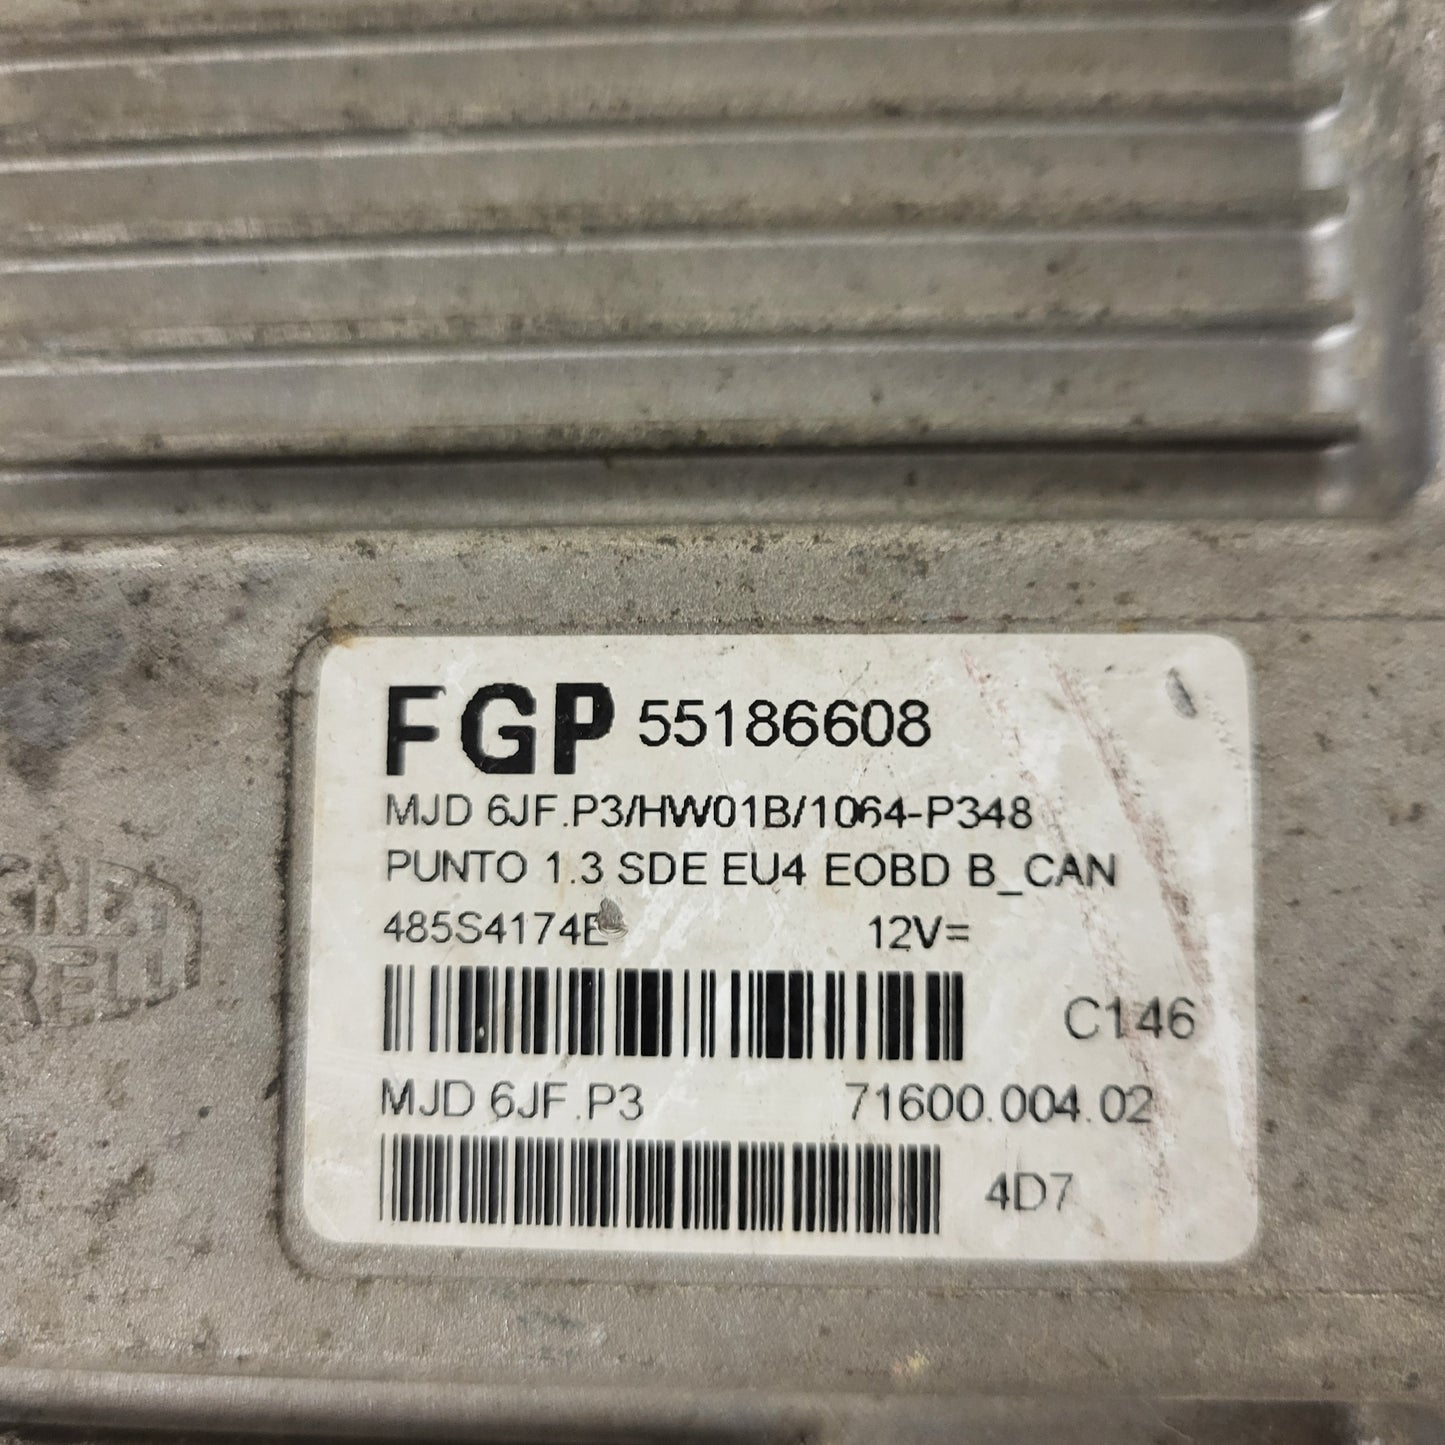 FGP 55186608
MJD 6JF.P3/HW01B/1064-P348
PUNTO 1.3 SDE EU4 EOBD B_CAN
485S4174E 12V=
C146
MJD 6JF.P3 71600.004.02
4D7